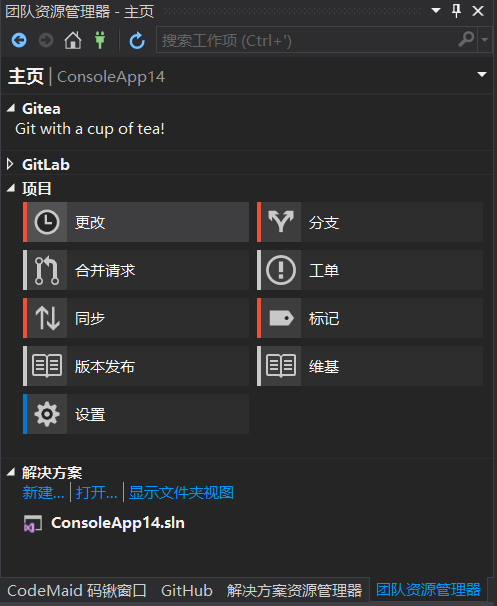 团队资源管理器 - 主页
搜索工作项 (Ctrl+')
主页 | ConsoleApp14
Gitea
Git with a cup of tea!
GitLab
项目
更改
分支
合并请求
工单
同步
标记
版本发布
维基
设置
解决方案
新建... | 打开... | 显示文件夹视图
ConsoleApp14.sln
CodeMaid 码锹窗口 GitHub 解决方案资源管理器 团队资源管理器